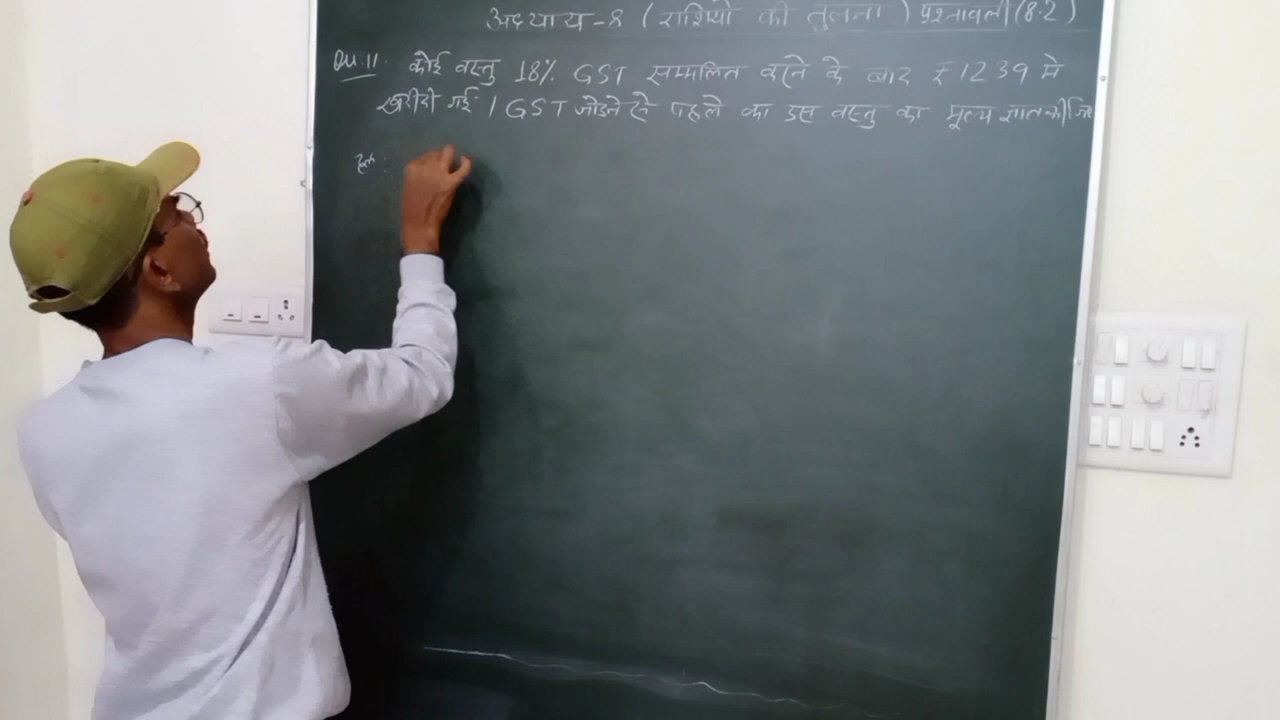 अध्याय-8 (राशियो की तुलना) प्रश्नावली (8.2)
Qu.11. कोई वस्तु 18% GST सम्मलित करने के बाद ₹1239 मे
खरीदी गई। GST जोडने से पहले का उस वस्तु का मूल्य ज्ञात कीजिए
हल: